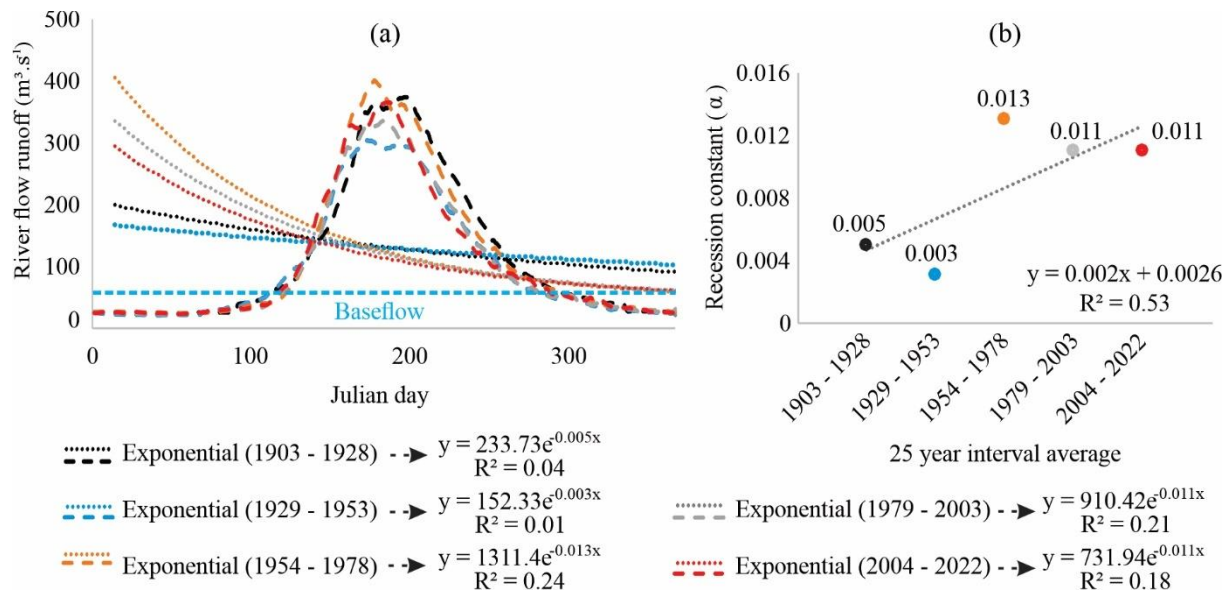 (a)
River flow runoff (m³.s¹)
500
400
300
200
100
0
Baseflow
0 100 200 300
Julian day
(b)
Recession constant (α)
0.016
0.012
0.008
0.004
0
0.005
0.003
0.013
0.011
0.011
y = 0.002x + 0.0026
R² = 0.53
1903 - 1928
1929 - 1953
1954 - 1978
1979 - 2003
2004 - 2022
25 year interval average
Exponential (1903 - 1928) y = 233.73e^-0.005x
R² = 0.04
Exponential (1929 - 1953) y = 152.33e^-0.003x
R² = 0.01
Exponential (1954 - 1978) y = 1311.4e^-0.013x
R² = 0.24
Exponential (1979 - 2003) y = 910.42e^-0.011x
R² = 0.21
Exponential (2004 - 2022) y = 731.94e^-0.011x
R² = 0.18